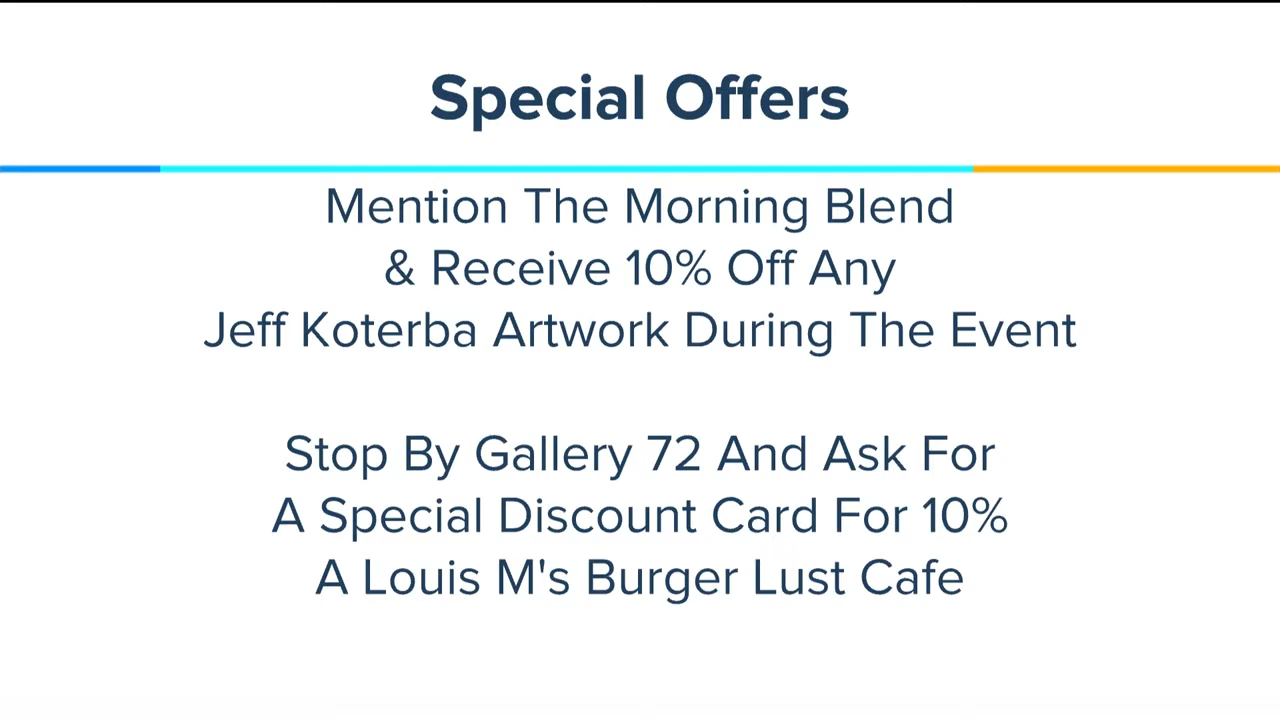 Special Offers
Mention The Morning Blend
& Receive 10% Off Any
Jeff Koterba Artwork During The Event
Stop By Gallery 72 And Ask For
A Special Discount Card For 10%
A Louis M's Burger Lust Cafe